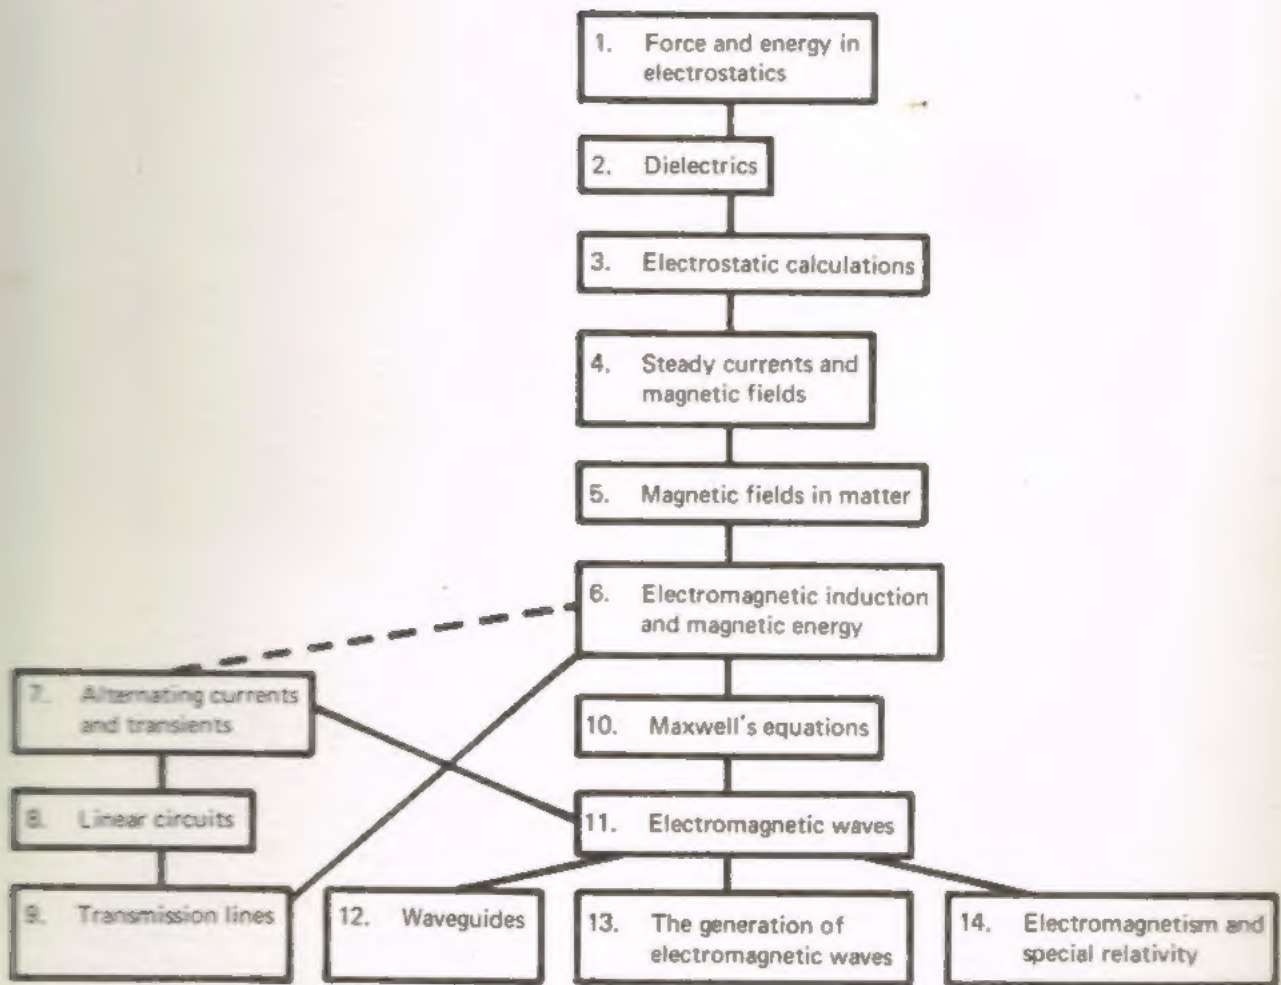 1. Force and energy in
electrostatics
2. Dielectrics
3. Electrostatic calculations
4. Steady currents and
magnetic fields
5. Magnetic fields in matter
6. Electromagnetic induction
and magnetic energy
7. Alternating currents
and transients
10. Maxwell's equations
8. Linear circuits
11. Electromagnetic waves
9. Transmission lines
12. Waveguides
13. The generation of
electromagnetic waves
14. Electromagnetism and
special relativity